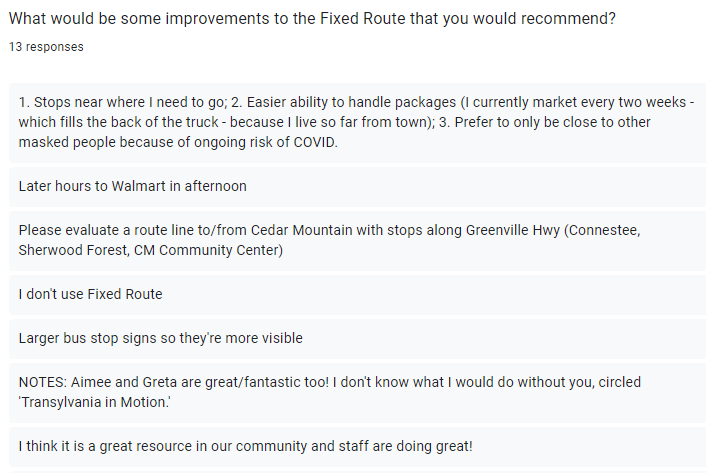 What would be some improvements to the Fixed Route that you would recommend?
13 responses
1. Stops near where I need to go; 2. Easier ability to handle packages (I currently market every two weeks -
which fills the back of the truck - because I live so far from town); 3. Prefer to only be close to other
masked people because of ongoing risk of COVID.
Later hours to Walmart in afternoon
Please evaluate a route line to/from Cedar Mountain with stops along Greenville Hwy (Connestee,
Sherwood Forest, CM Community Center)
I don't use Fixed Route
Larger bus stop signs so they're more visible
NOTES: Aimee and Greta are great/fantastic too! I don't know what I would do without you, circled
'Transylvania in Motion.'
I think it is a great resource in our community and staff are doing great!